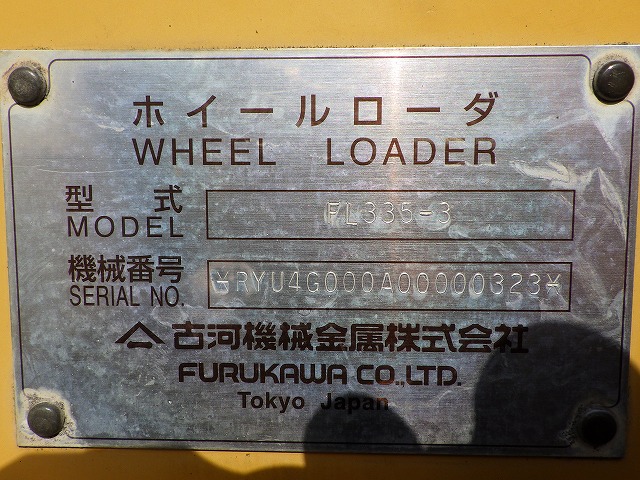 ホイールローダ
WHEEL LOADER
型式 FL335-3
MODEL
機械番号 *RYU4G000A00000323*
SERIAL NO.
古河機械金属株式会社
FURUKAWA CO.,LTD.
Tokyo Japan